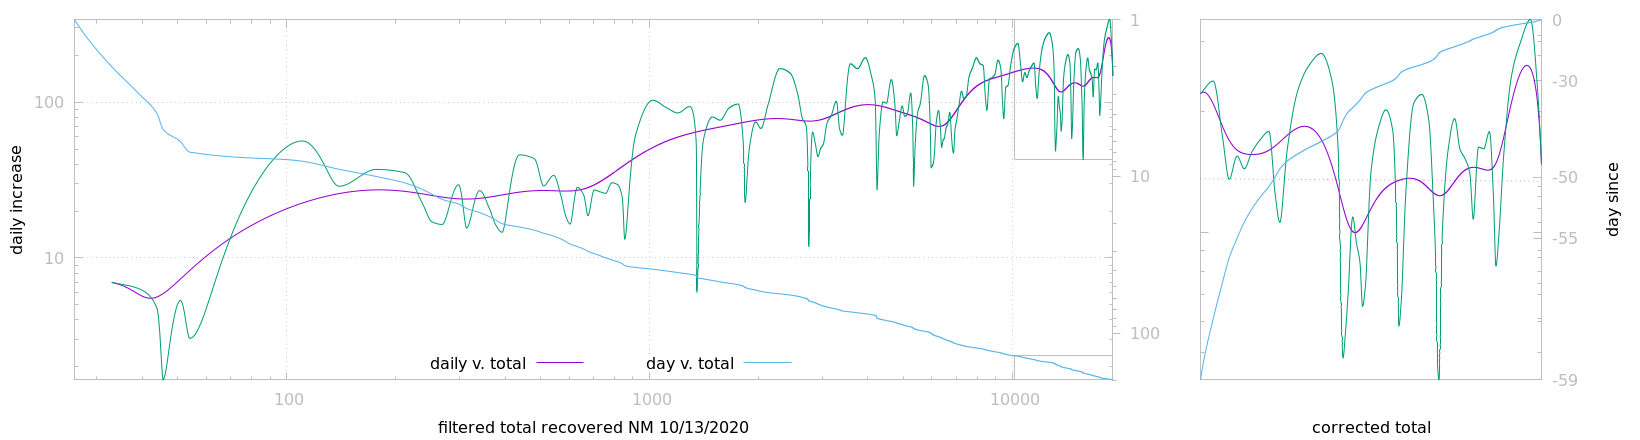 daily increase
100
10
daily v. total
day v. total
100
1000
10000
filtered total recovered NM 10/13/2020
1
10
100
0
-30
-50
-55
-59
day since
corrected total